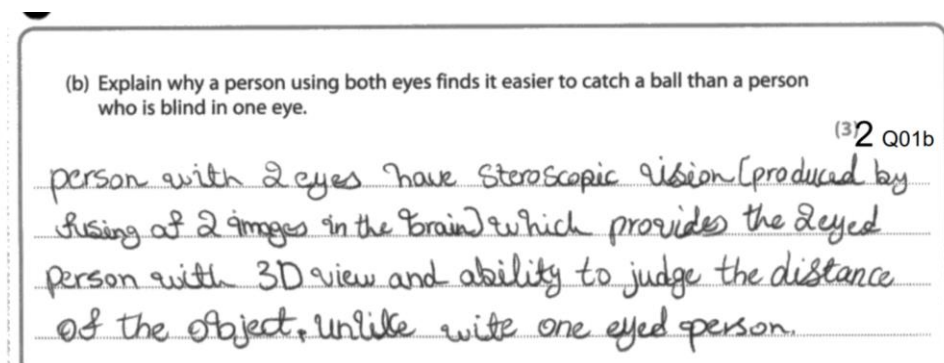 (b) Explain why a person using both eyes finds it easier to catch a ball than a person
who is blind in one eye.
(3) 2 Q01b
person with 2 eyes have steroscopic vision (produced by
fusing of 2 images in the brain) which provides the 2eyed
person with 3D view and ability to judge the distance
of the object, unlike wite one eyed person.